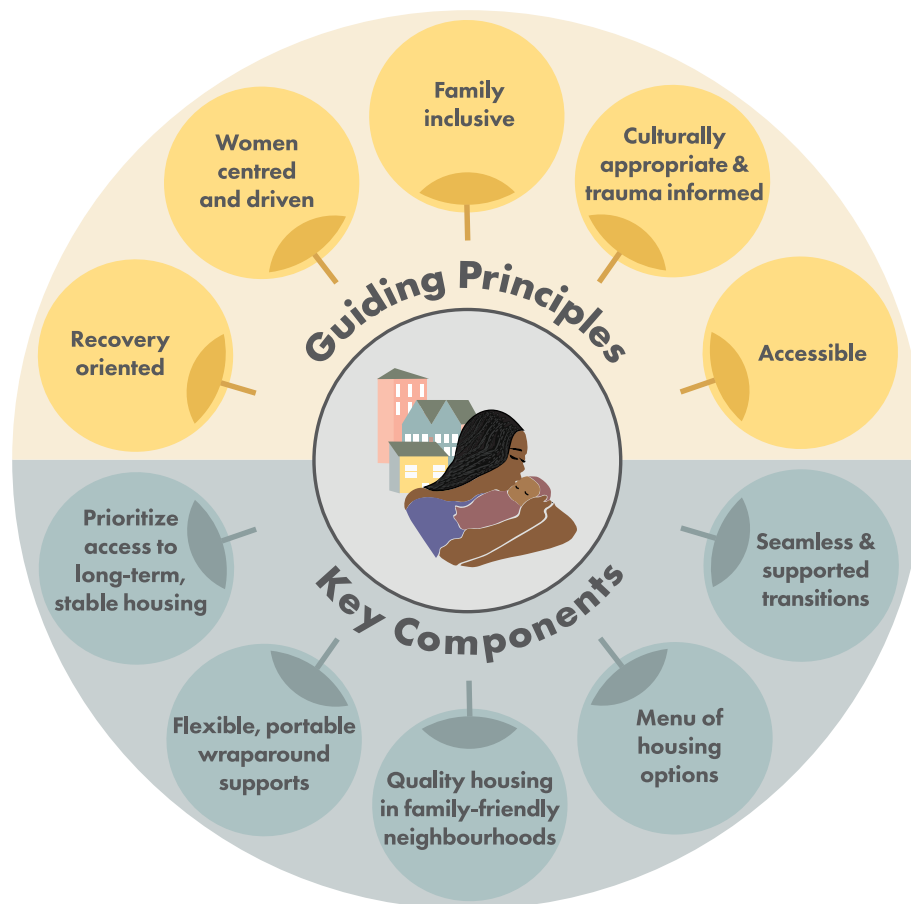 Family
inclusive
Women
centred
and driven
Culturally
appropriate &
trauma informed
Recovery
oriented
Accessible
Guiding Principles
Key Components
Prioritize
access to
long-term,
stable housing
Seamless &
supported
transitions
Flexible, portable
wraparound
supports
Menu of
housing
options
Quality housing
in family-friendly
neighbourhoods